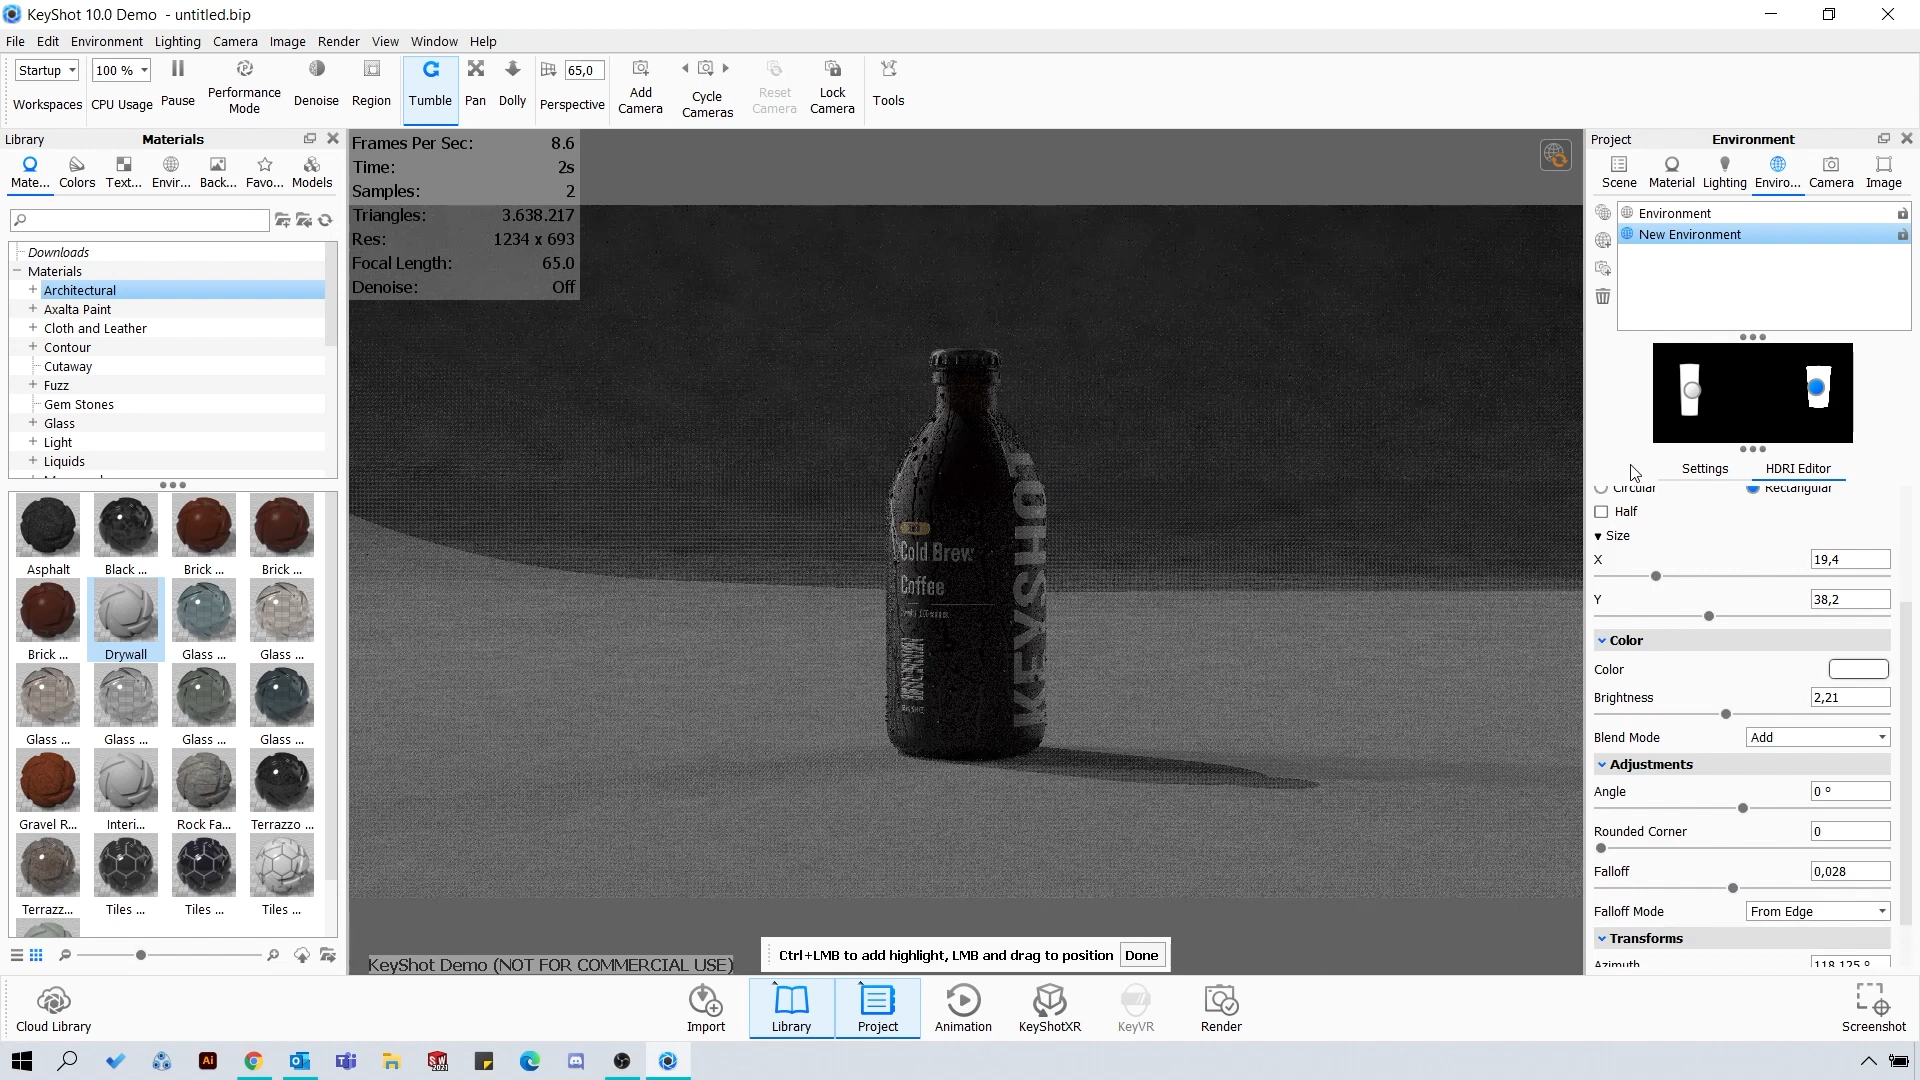 KeyShot 10.0 Demo - untitled.bip
File Edit Environment Lighting Camera Image Render View Window Help
Startup
Workspaces
100 %
CPU Usage
Pause
Performance
Mode
Denoise
Region
Tumble
Pan
Dolly
65,0
Perspective
Add
Camera
Cycle
Cameras
Reset
Camera
Lock
Camera
Tools
Library
Materials
Mate...
Colors
Text...
Envir...
Back...
Favo...
Models
Downloads
Materials
Architectural
Axalta Paint
Cloth and Leather
Contour
Cutaway
Fuzz
Gem Stones
Glass
Light
Liquids
Asphalt
Black ...
Brick ...
Brick ...
Brick ...
Drywall
Glass ...
Glass ...
Glass ...
Glass ...
Glass ...
Glass ...
Gravel R...
Interi...
Rock Fa...
Terrazzo ...
Terrazz...
Tiles ...
Tiles ...
Tiles ...
Frames Per Sec: 8.6
Time: 2s
Samples: 2
Triangles: 3.638.217
Res: 1234 x 693
Focal Length: 65.0
Denoise: Off
Cold Brew
Coffee
KEYSHOT
KeyShot Demo (NOT FOR COMMERCIAL USE)
Ctrl+LMB to add highlight, LMB and drag to position
Done
Project
Environment
Scene
Material
Lighting
Enviro...
Camera
Image
Environment
New Environment
Settings
HDRI Editor
Circular
Rectangular
Half
Size
X 19,4
Y 38,2
Color
Color
Brightness 2,21
Blend Mode Add
Adjustments
Angle 0 °
Rounded Corner 0
Falloff 0,028
Falloff Mode From Edge
Transforms
Azimuth 118,125 °
Cloud Library
Import
Library
Project
Animation
KeyShotXR
KeyVR
Render
Screenshot
Ai
SW
2021